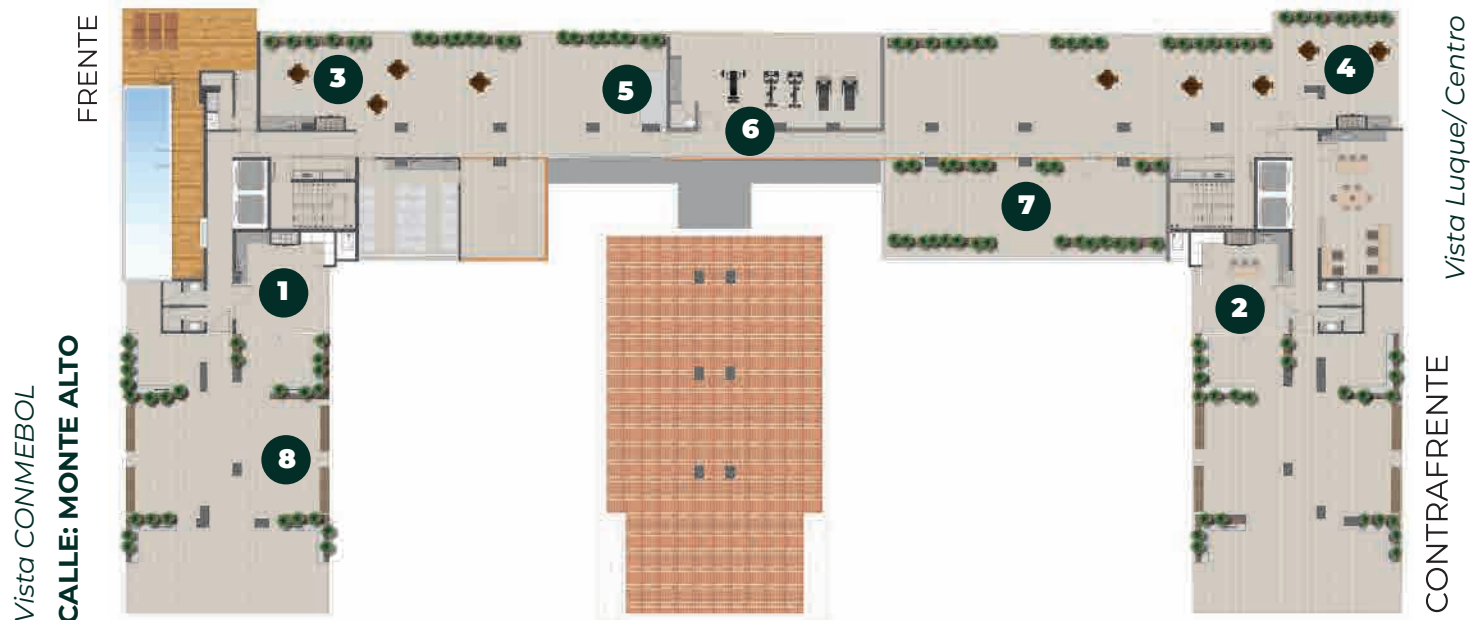 FRENTE
Vista CONMEBOL
CALLE: MONTE ALTO
3
5
6
4
7
1
2
8
Vista Luque/ Centro
CONTRAFRENTE